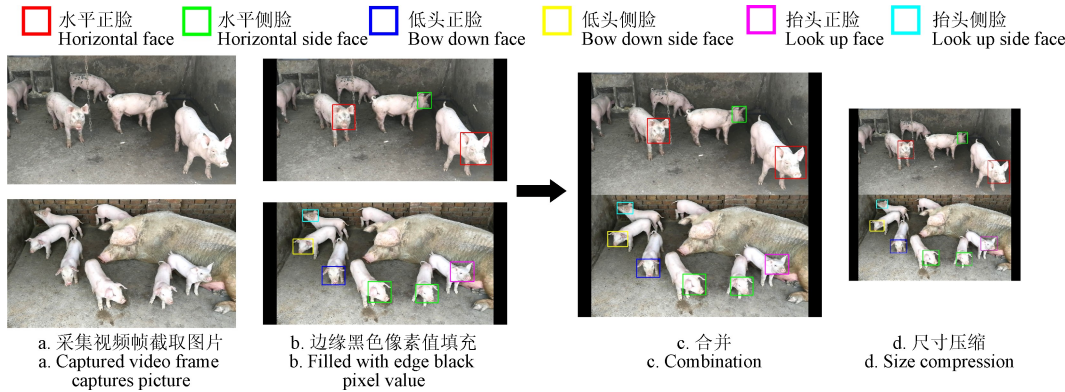 水平正脸
Horizontal face
水平侧脸
Horizontal side face
低头正脸
Bow down face
低头侧脸
Bow down side face
抬头正脸
Look up face
抬头侧脸
Look up side face
a. 采集视频帧截取图片
a. Captured video frame
captures picture
b. 边缘黑色像素值填充
b. Filled with edge black
pixel value
c. 合并
c. Combination
d. 尺寸压缩
d. Size compression